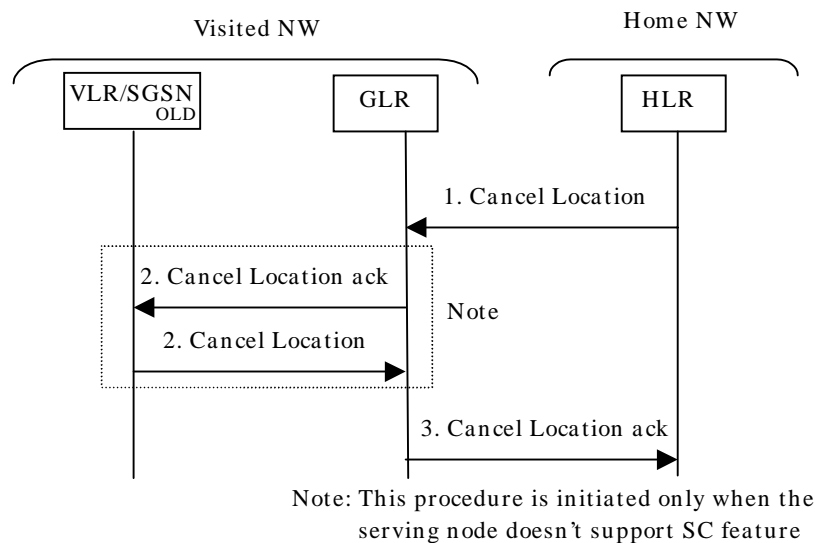 Visited NW
Home NW
VLR/SGSN
OLD
GLR
HLR
1. Cancel Location
2. Cancel Location ack
Note
2. Cancel Location
3. Cancel Location ack
Note: This procedure is initiated only when the
serving node doesn't support SC feature